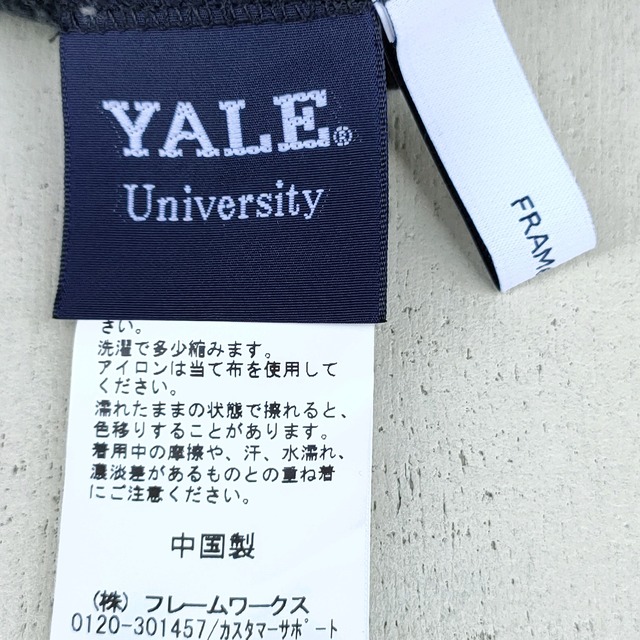 YALE®
University
FRAM
さい。
洗濯で多少縮みます。
アイロンは当て布を使用して
ください。
濡れたままの状態で擦れると、
色移りすることがあります。
着用中の摩擦や、汗、水濡れ、
濃淡差があるものとの重ね着
にご注意ください。
中国製
(株) フレームワークス
0120-301457/カスタマーサポート